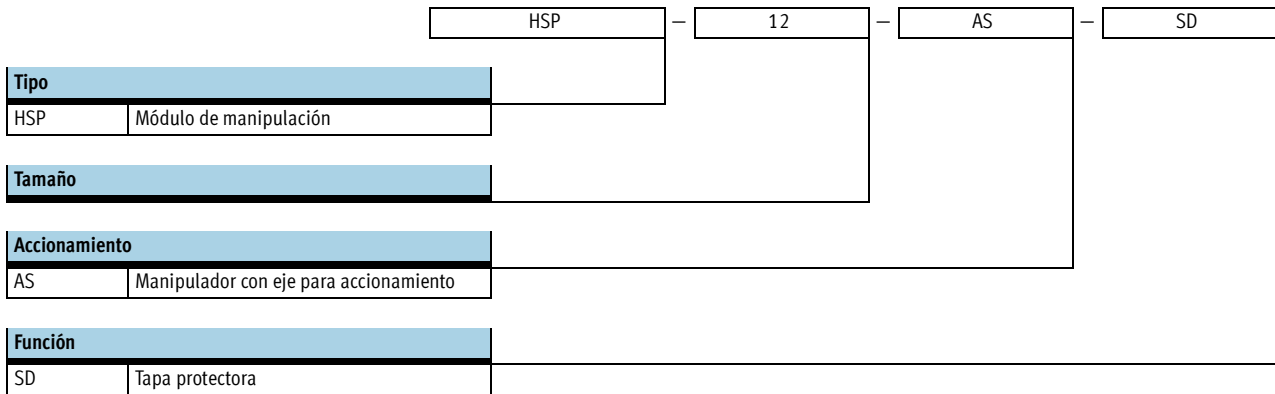 HSP — 12 — AS — SD
Tipo
HSP Módulo de manipulación
Tamaño
Accionamiento
AS Manipulador con eje para accionamiento
Función
SD Tapa protectora